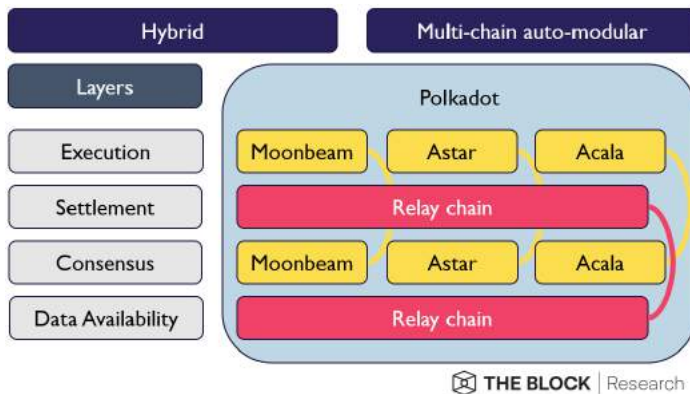 Hybrid
Multi-chain auto-modular
Layers
Polkadot
Execution
Moonbeam
Astar
Acala
Settlement
Relay chain
Consensus
Moonbeam
Astar
Acala
Data Availability
Relay chain
THE BLOCK | Research